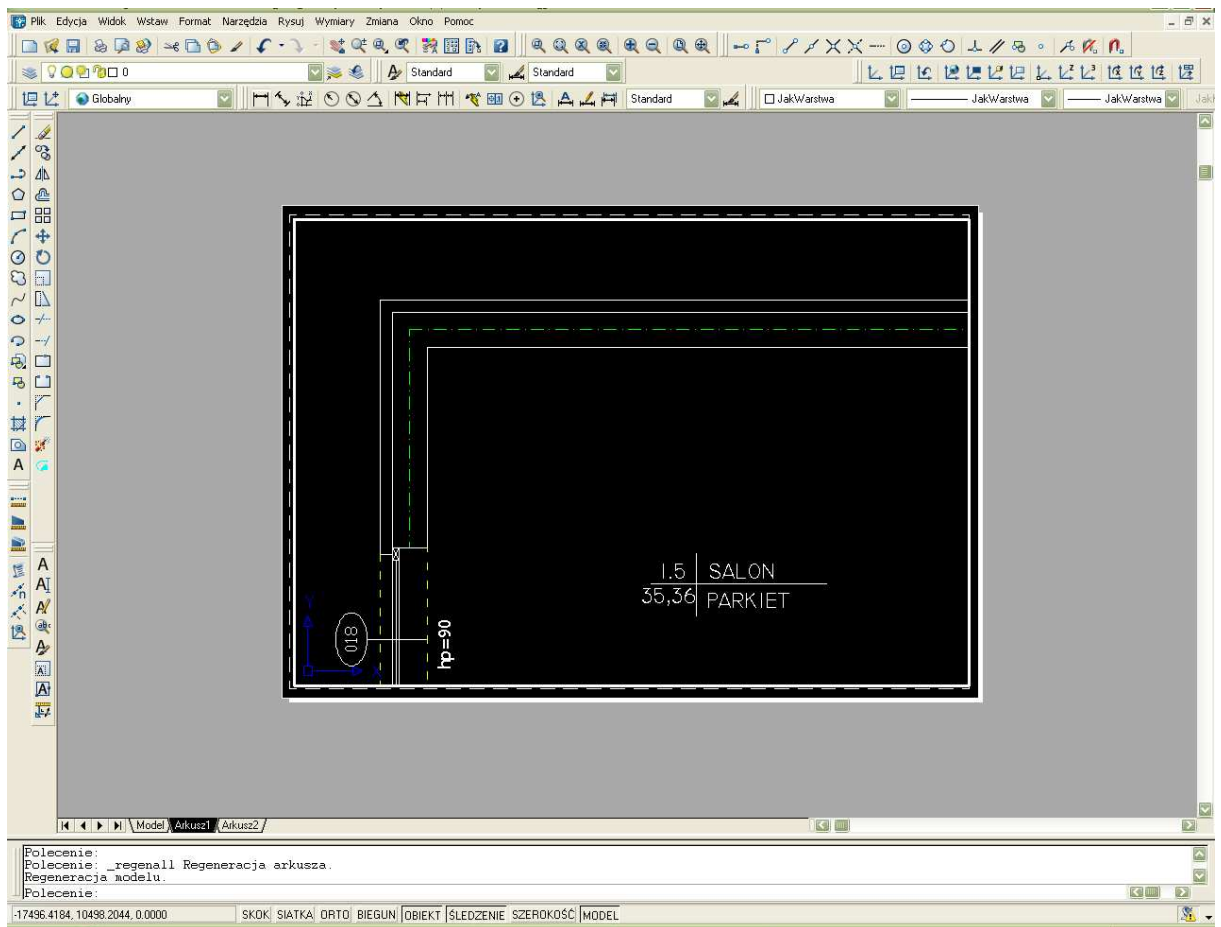 Plik Edycja Widok Wstaw Format Narzędzia Rysuj Wymiary Zmiana Okno Pomoc
0 Standard Standard
Globalny Standard JakWarstwa JakWarstwa JakWarstwa
1.5 SALON
35,36 PARKIET
018
hp=90
Y
X
Model Arkusz1 Arkusz2
Polecenie:
Polecenie: _regenall Regeneracja arkusza.
Regeneracja modelu.
Polecenie:
-17496.4184, 10498.2044, 0.0000 SKOK SIATKA ORTO BIEGUN OBIEKT ŚLEDZENIE SZEROKOŚĆ MODEL